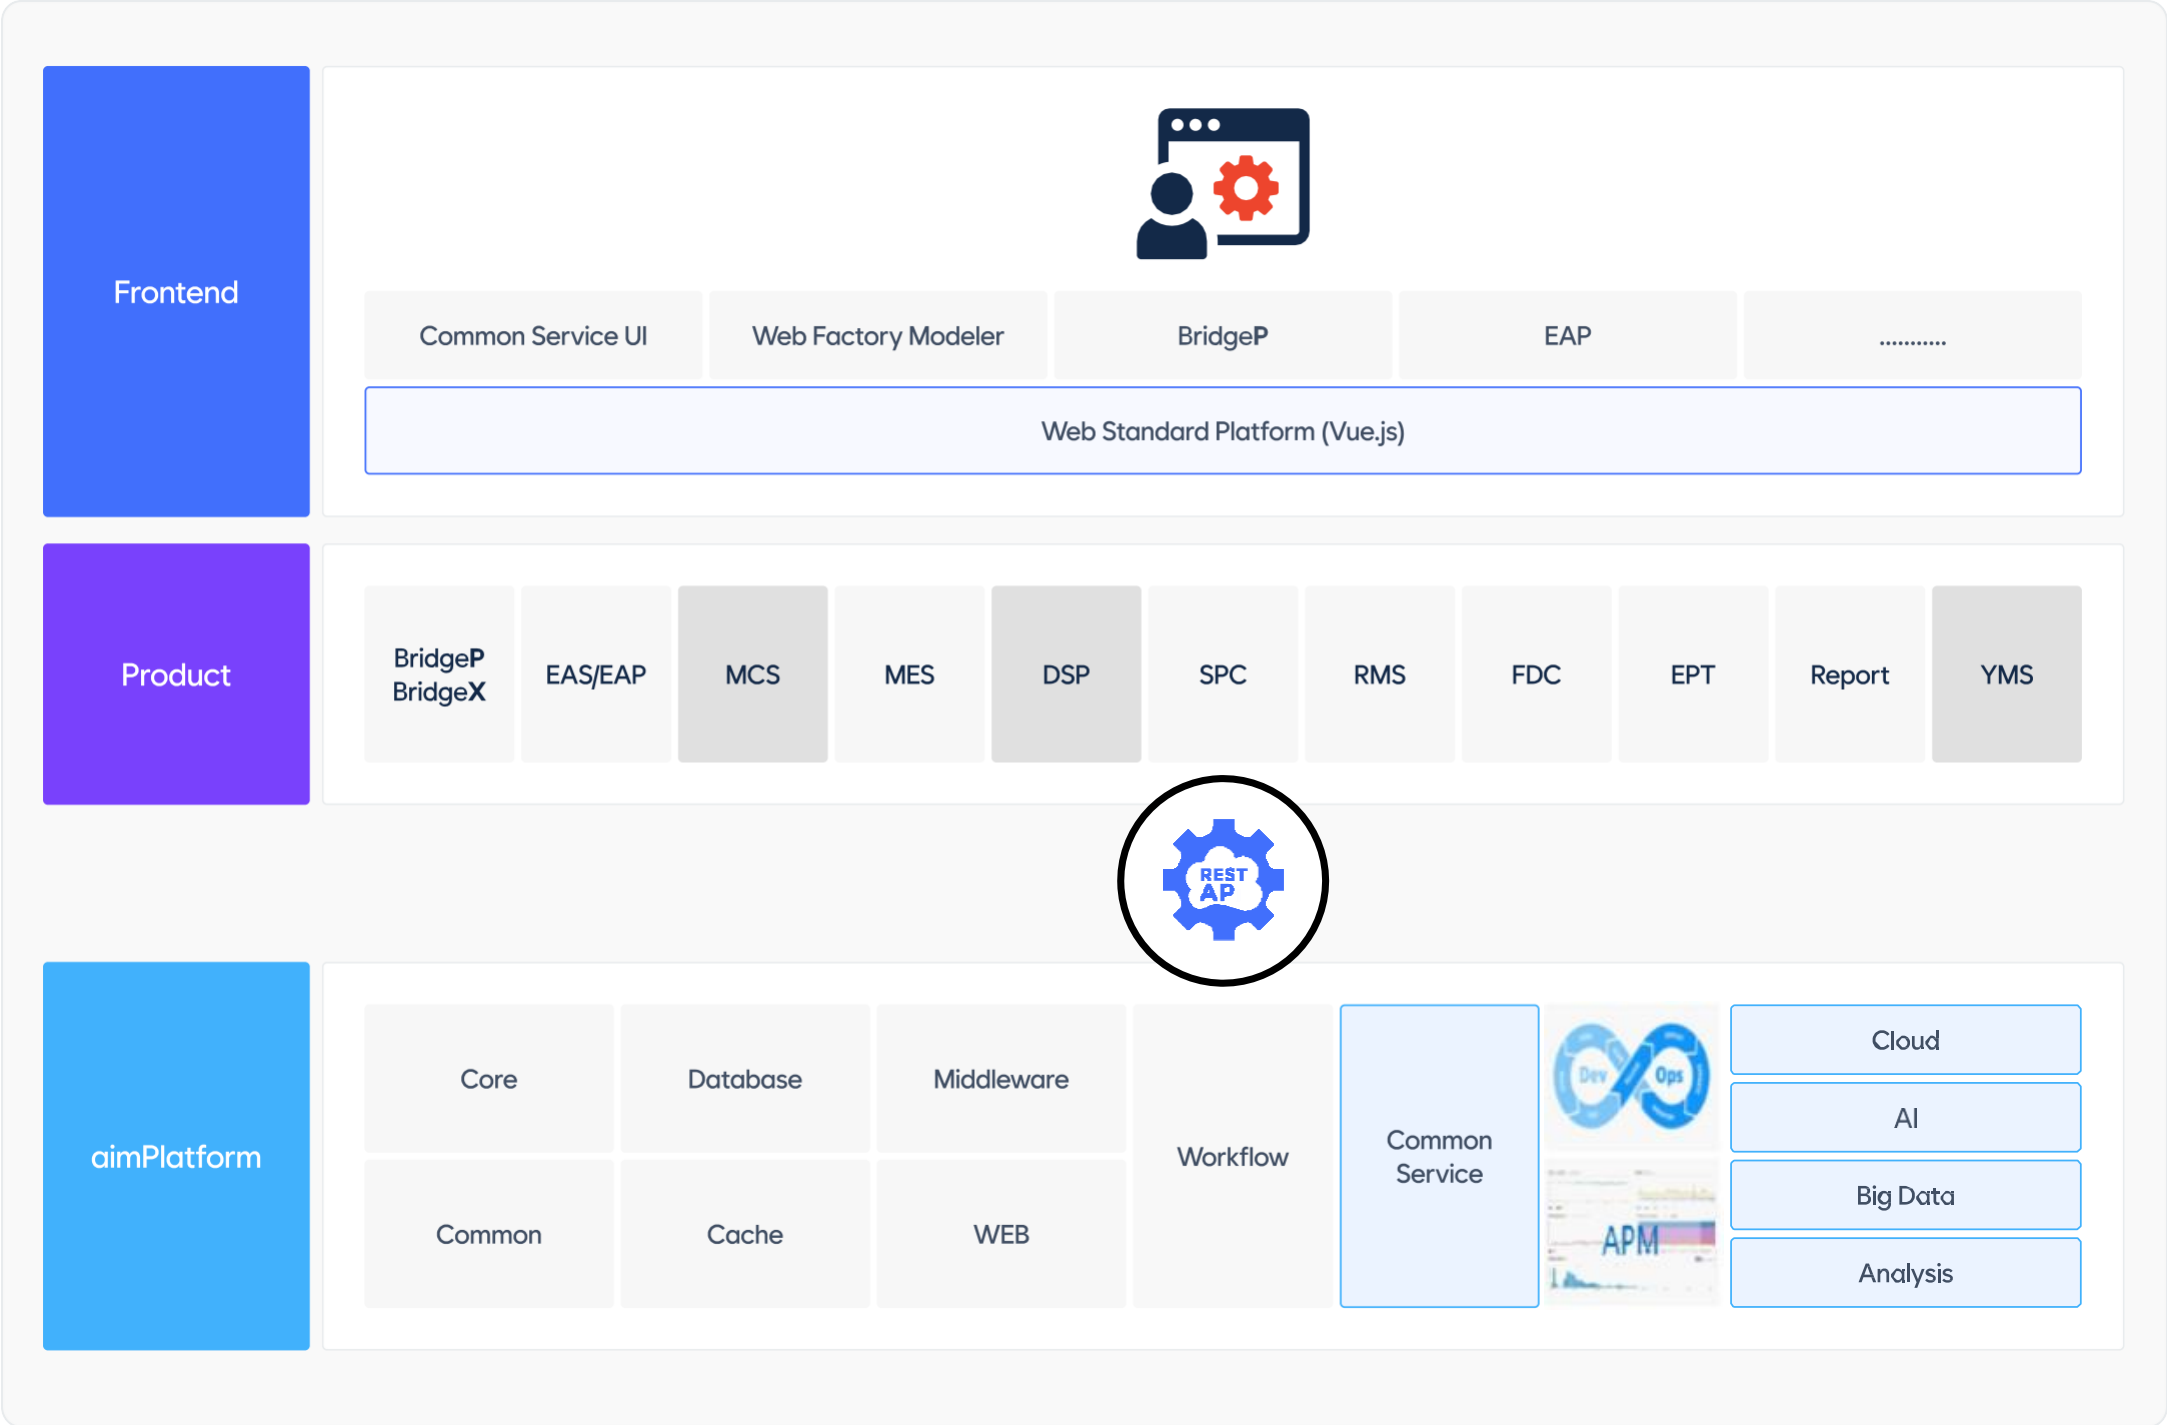 Frontend
Common Service UI
Web Factory Modeler
BridgeP
EAP
...........
Web Standard Platform (Vue.js)
Product
BridgeP
BridgeX
EAS/EAP
MCS
MES
DSP
SPC
RMS
FDC
EPT
Report
YMS
REST
AP
aimPlatform
Core
Database
Middleware
Common
Cache
WEB
Workflow
Common
Service
Dev
Ops
APM
Cloud
AI
Big Data
Analysis